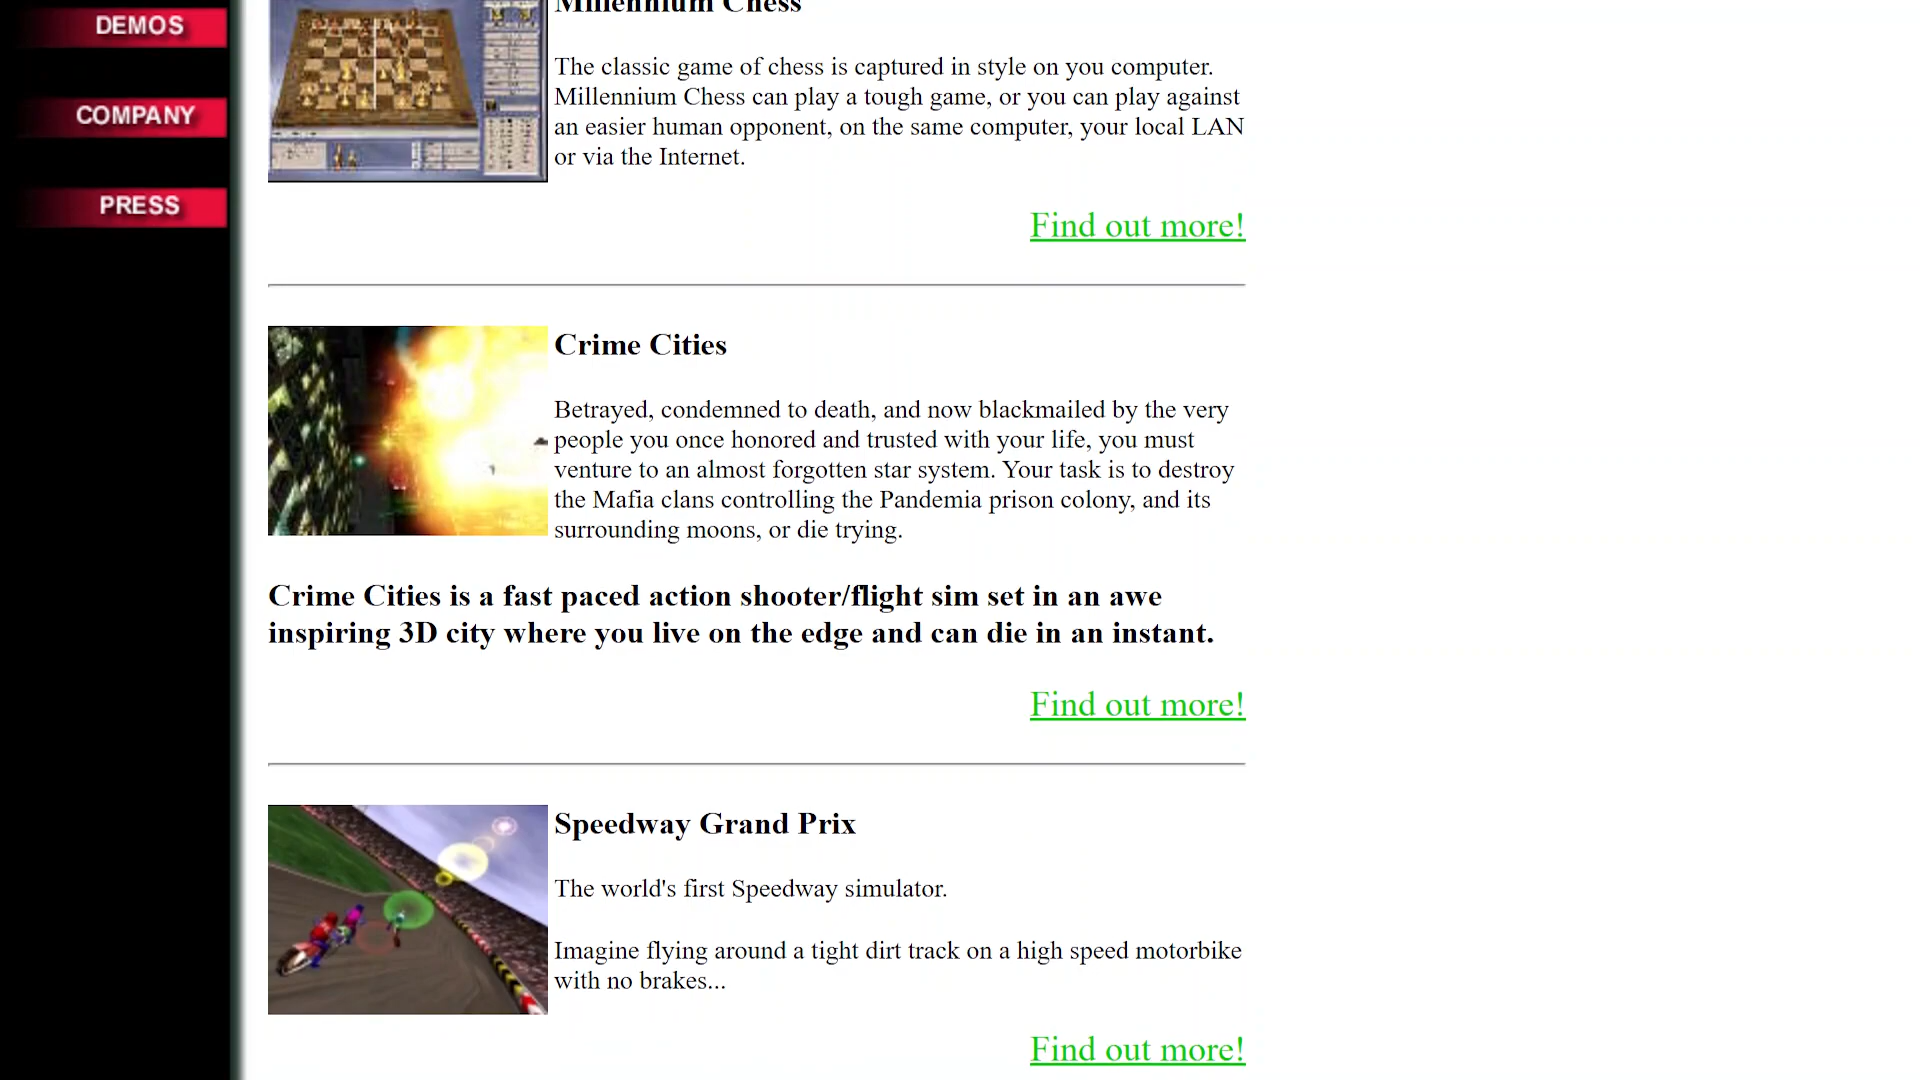 DEMOS
COMPANY
PRESS
Millennium Chess
The classic game of chess is captured in style on you computer.
Millennium Chess can play a tough game, or you can play against
an easier human opponent, on the same computer, your local LAN
or via the Internet.
Find out more!
Crime Cities
Betrayed, condemned to death, and now blackmailed by the very
people you once honored and trusted with your life, you must
venture to an almost forgotten star system. Your task is to destroy
the Mafia clans controlling the Pandemia prison colony, and its
surrounding moons, or die trying.
Crime Cities is a fast paced action shooter/flight sim set in an awe
inspiring 3D city where you live on the edge and can die in an instant.
Find out more!
Speedway Grand Prix
The world's first Speedway simulator.
Imagine flying around a tight dirt track on a high speed motorbike
with no brakes...
Find out more!